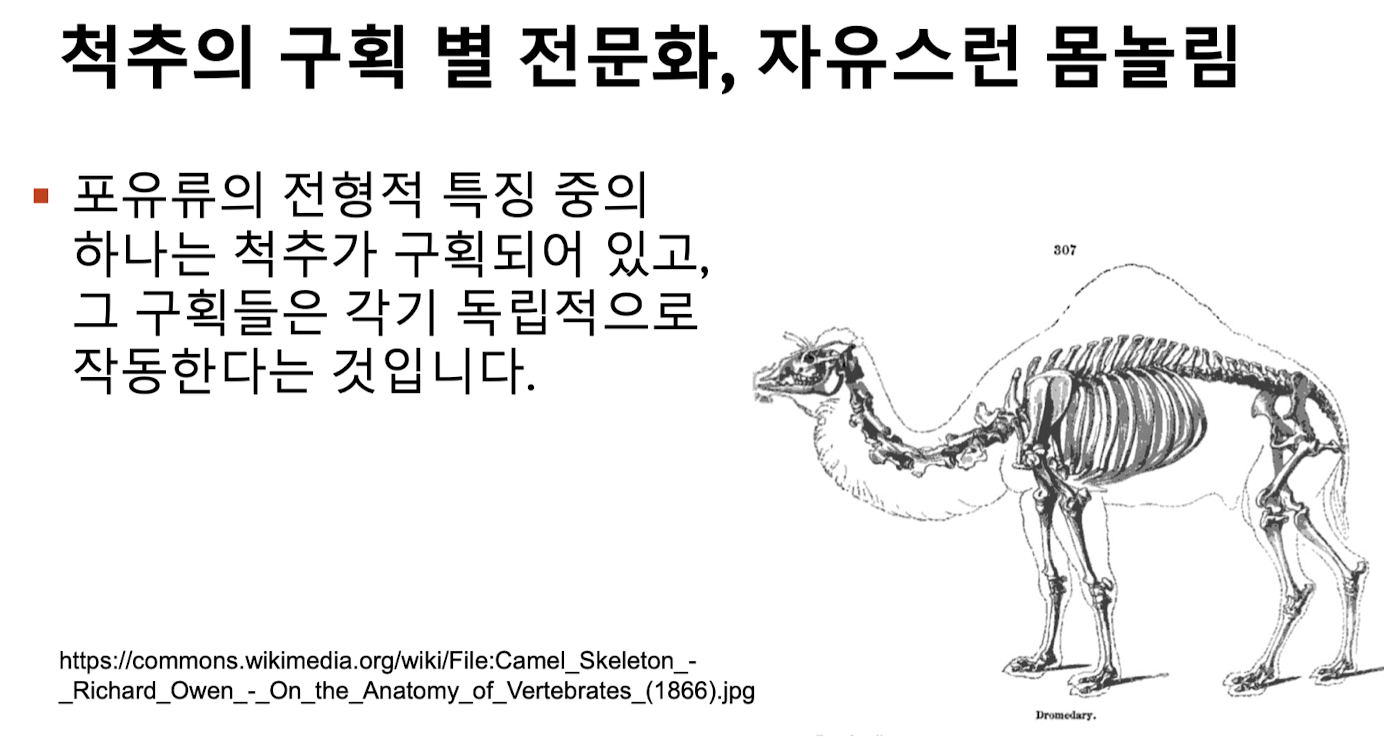 척추의 구획 별 전문화, 자유스런 몸놀림
포유류의 전형적 특징 중의
하나는 척추가 구획되어 있고,
그 구획들은 각기 독립적으로
작동한다는 것입니다.
307
https://commons.wikimedia.org/wiki/File:Camel_Skeleton_-
_Richard_Owen_-_On_the_Anatomy_of_Vertebrates_(1866).jpg
Dromedary.